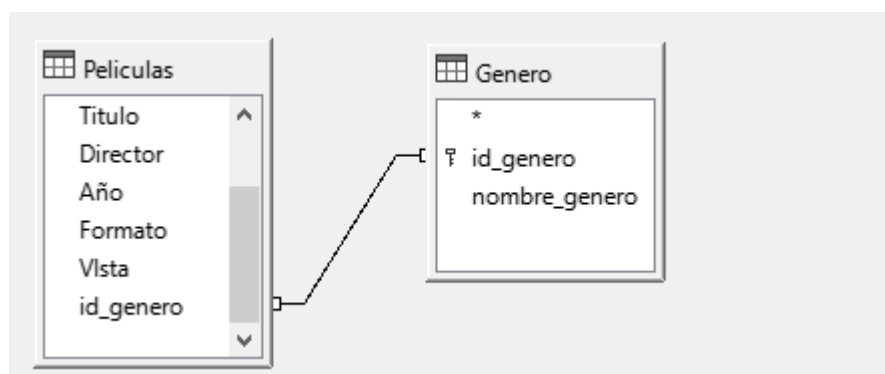 Peliculas
Titulo
Director
Año
Formato
VIsta
id_genero
Genero
*
id_genero
nombre_genero